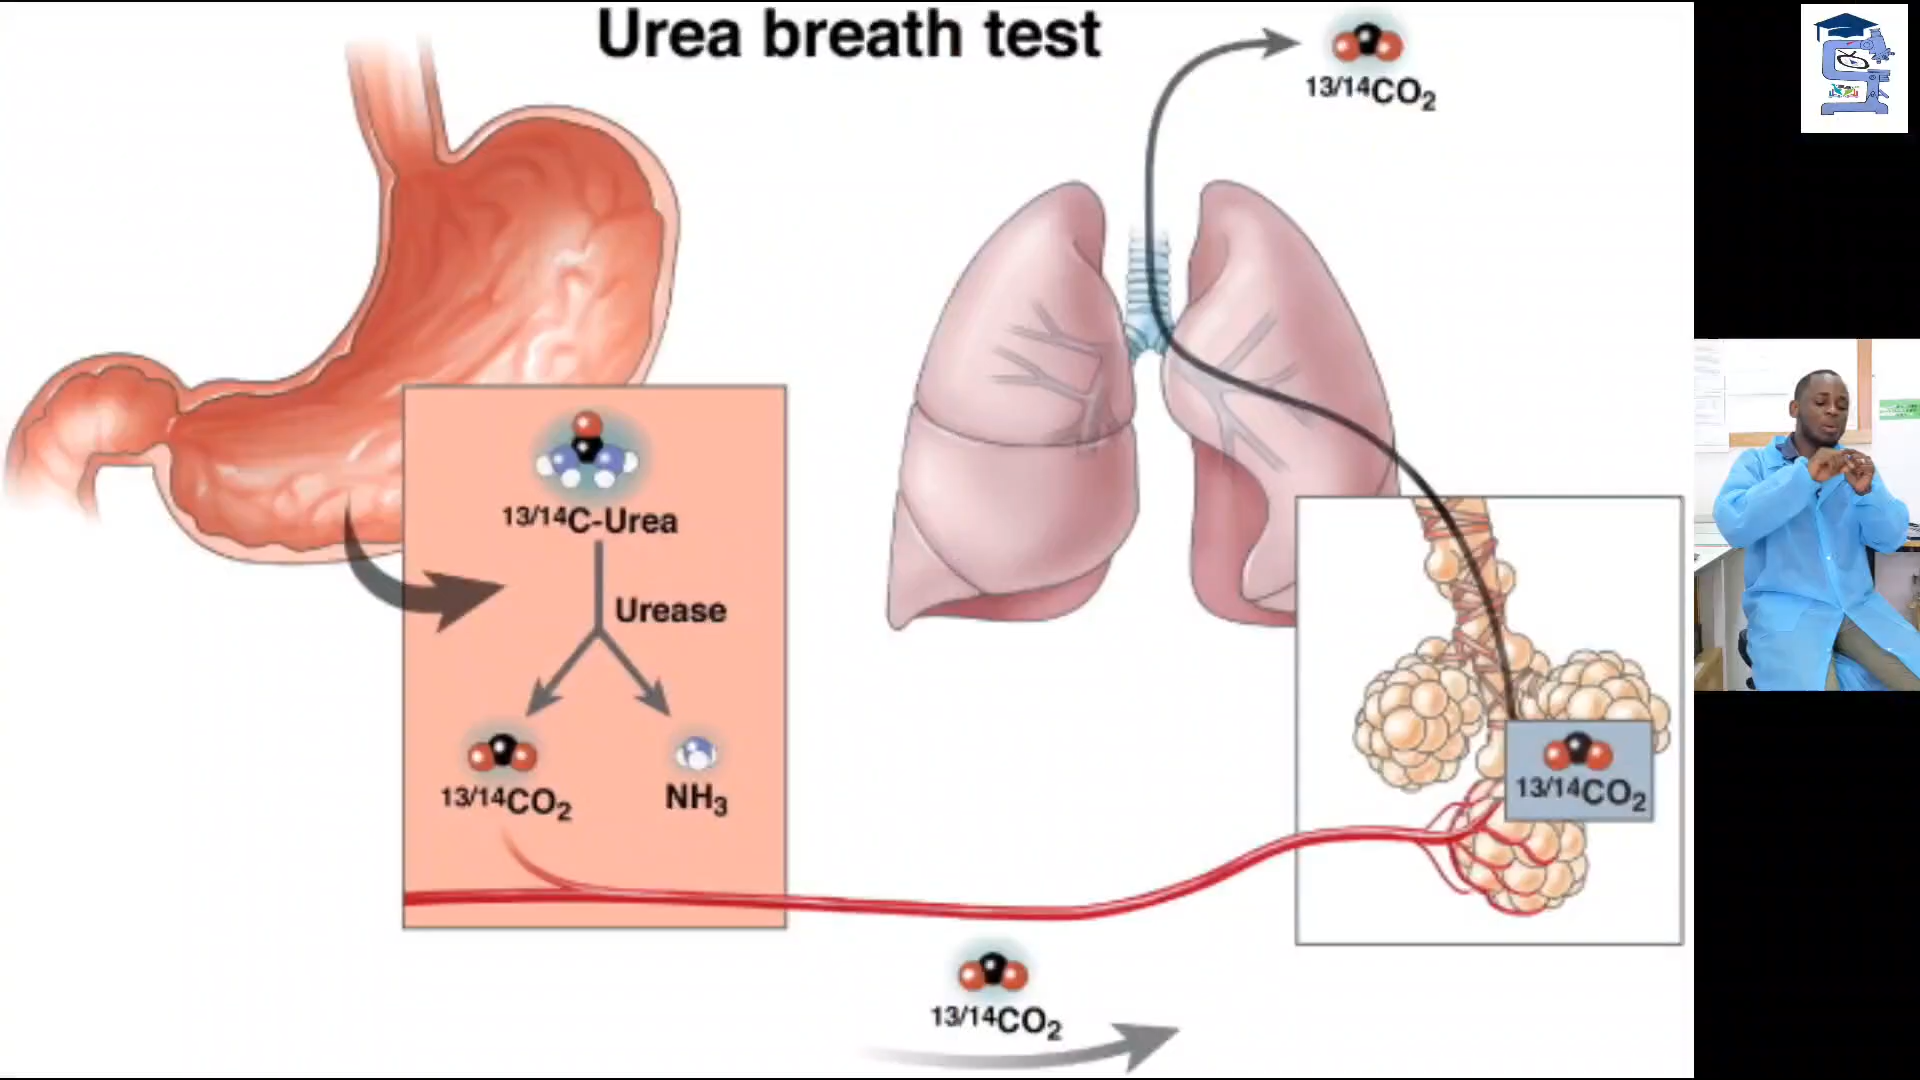 Urea breath test
13/14CO2
13/14C-Urea
Urease
13/14CO2
NH3
13/14CO2
13/14CO2